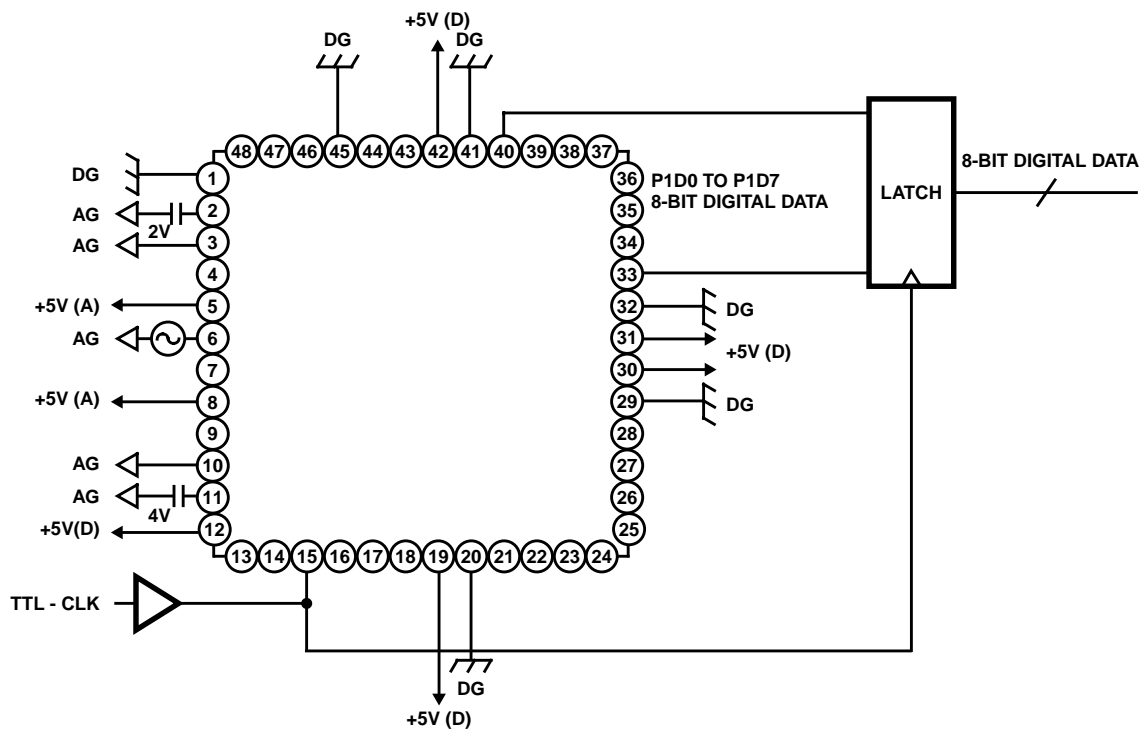 +5V (D)
DG
DG
48 47 46 45 44 43 42 41 40 39 38 37
8-BIT DIGITAL DATA
LATCH
DG
1
AG
2
2V
AG
3
4
+5V (A)
5
AG
6
7
+5V (A)
8
9
AG
10
AG
11
4V
+5V(D)
12
36
P1D0 TO P1D7
8-BIT DIGITAL DATA
35
34
33
32
DG
31
+5V (D)
30
29
DG
28
27
26
25
13 14 15 16 17 18 19 20 21 22 23 24
TTL - CLK
DG
+5V (D)